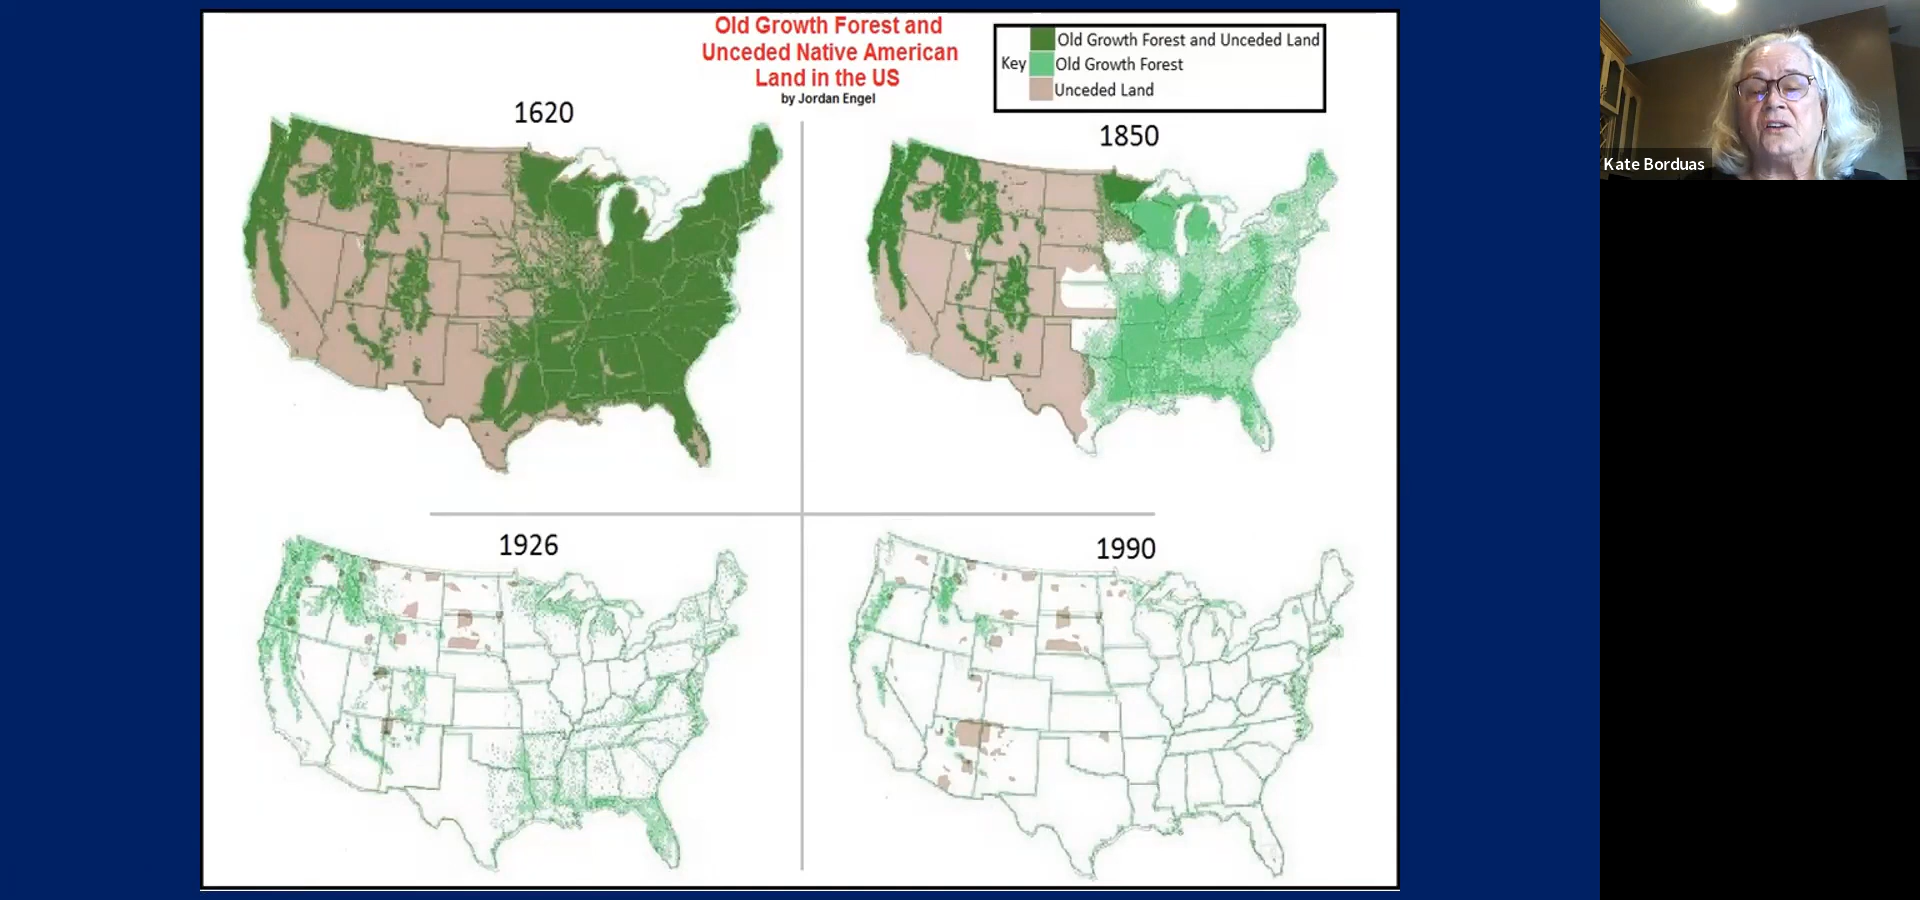 Old Growth Forest and
Unceded Native American
Land in the US
by Jordan Engel
Key
Old Growth Forest and Unceded Land
Old Growth Forest
Unceded Land
1620
1850
1926
1990
Kate Borduas